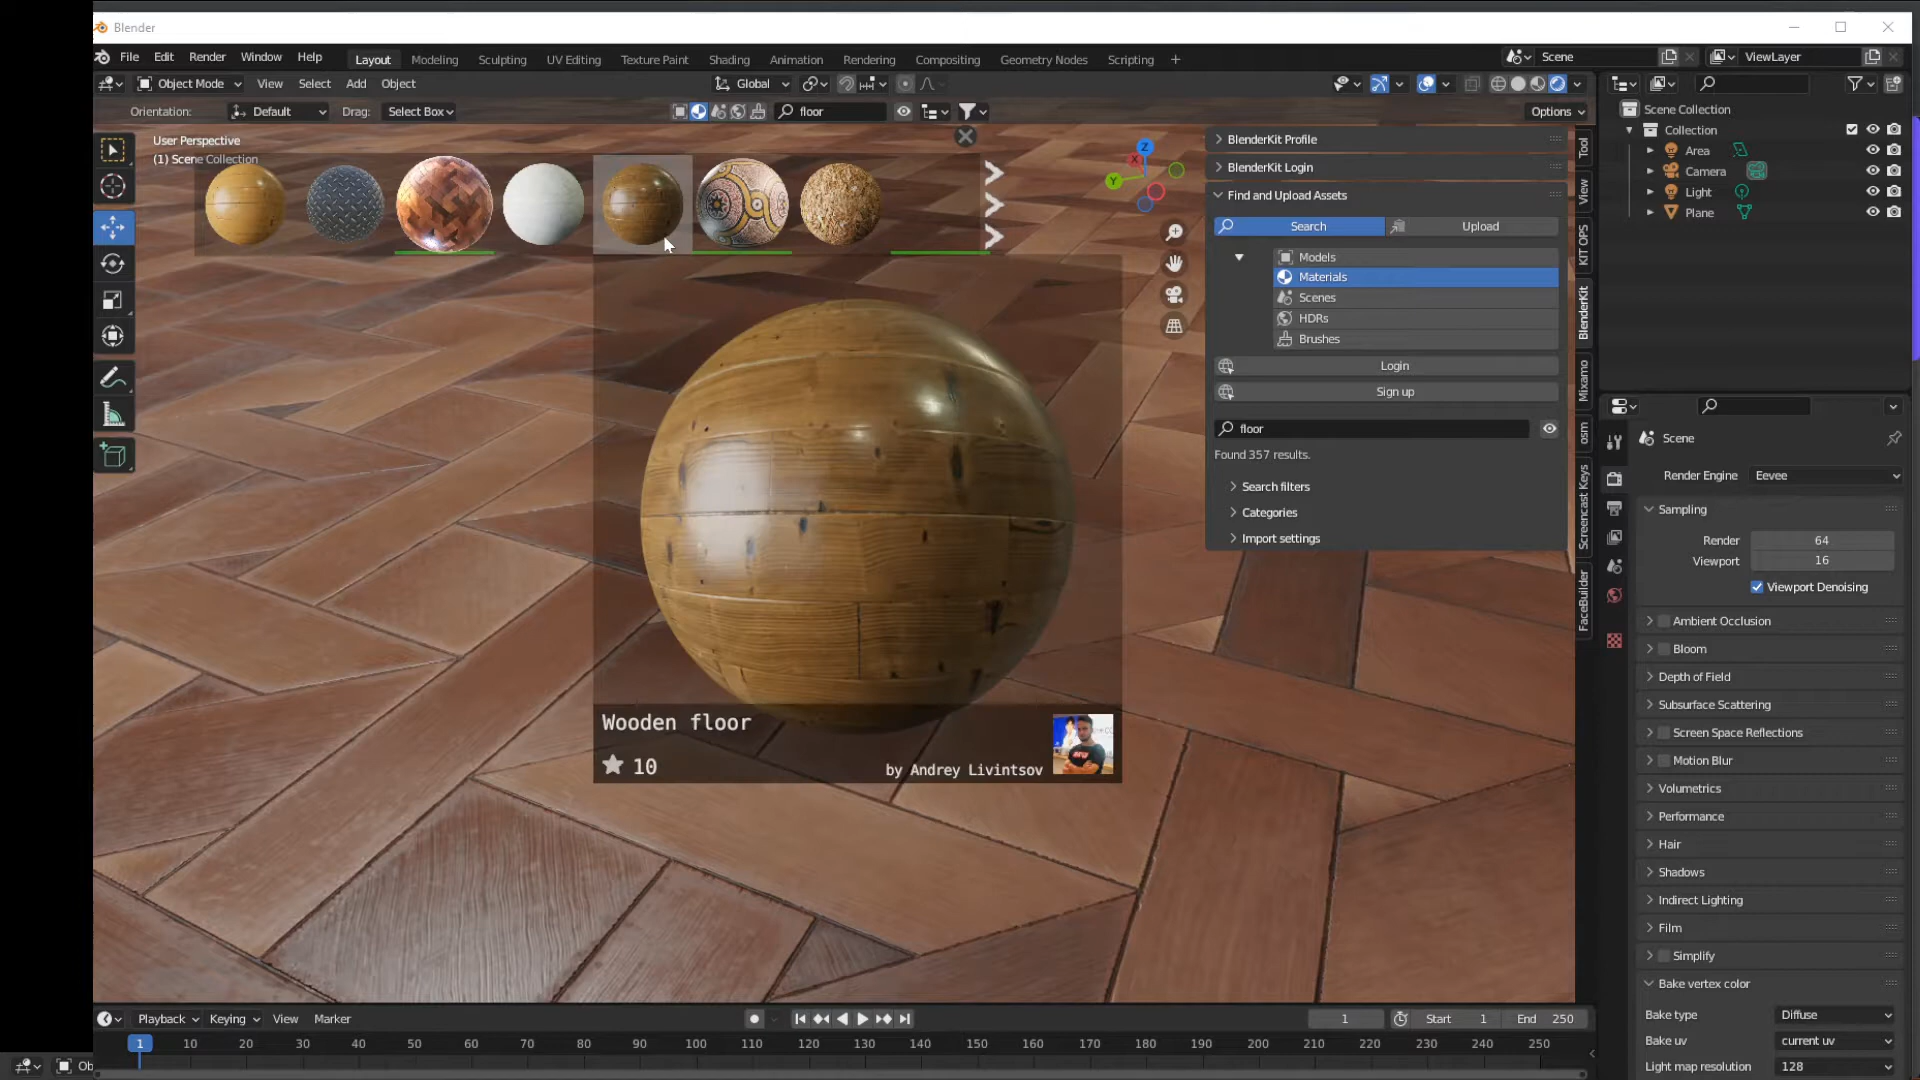 Blender
File Edit Render Window Help Layout Modeling Sculpting UV Editing Texture Paint Shading Animation Rendering Compositing Geometry Nodes Scripting + Scene ViewLayer
Object Mode View Select Add Object Global
Orientation: Default Drag: Select Box floor Options
User Perspective
(1) Scene Collection
X
Y
Z
Wooden floor
10
by Andrey Livintsov
BlenderKit Profile
BlenderKit Login
Find and Upload Assets
Search Upload
Models
Materials
Scenes
HDRs
Brushes
Login
Sign up
floor
Found 357 results.
Search filters
Categories
Import settings
Tool
View
KIT OPS
BlenderKit
Mixamo
osm
Screencast Keys
FaceBuilder
Scene Collection
Collection
Area
Camera
Light
Plane
Scene
Render Engine Eevee
Sampling
Render 64
Viewport 16
Viewport Denoising
Ambient Occlusion
Bloom
Depth of Field
Subsurface Scattering
Screen Space Reflections
Motion Blur
Volumetrics
Performance
Hair
Shadows
Indirect Lighting
Film
Simplify
Bake vertex color
Bake type Diffuse
Bake uv current uv
Light map resolution 128
Playback Keying View Marker 1 Start 1 End 250
1 10 20 30 40 50 60 70 80 90 100 110 120 130 140 150 160 170 180 190 200 210 220 230 240 250
Ob